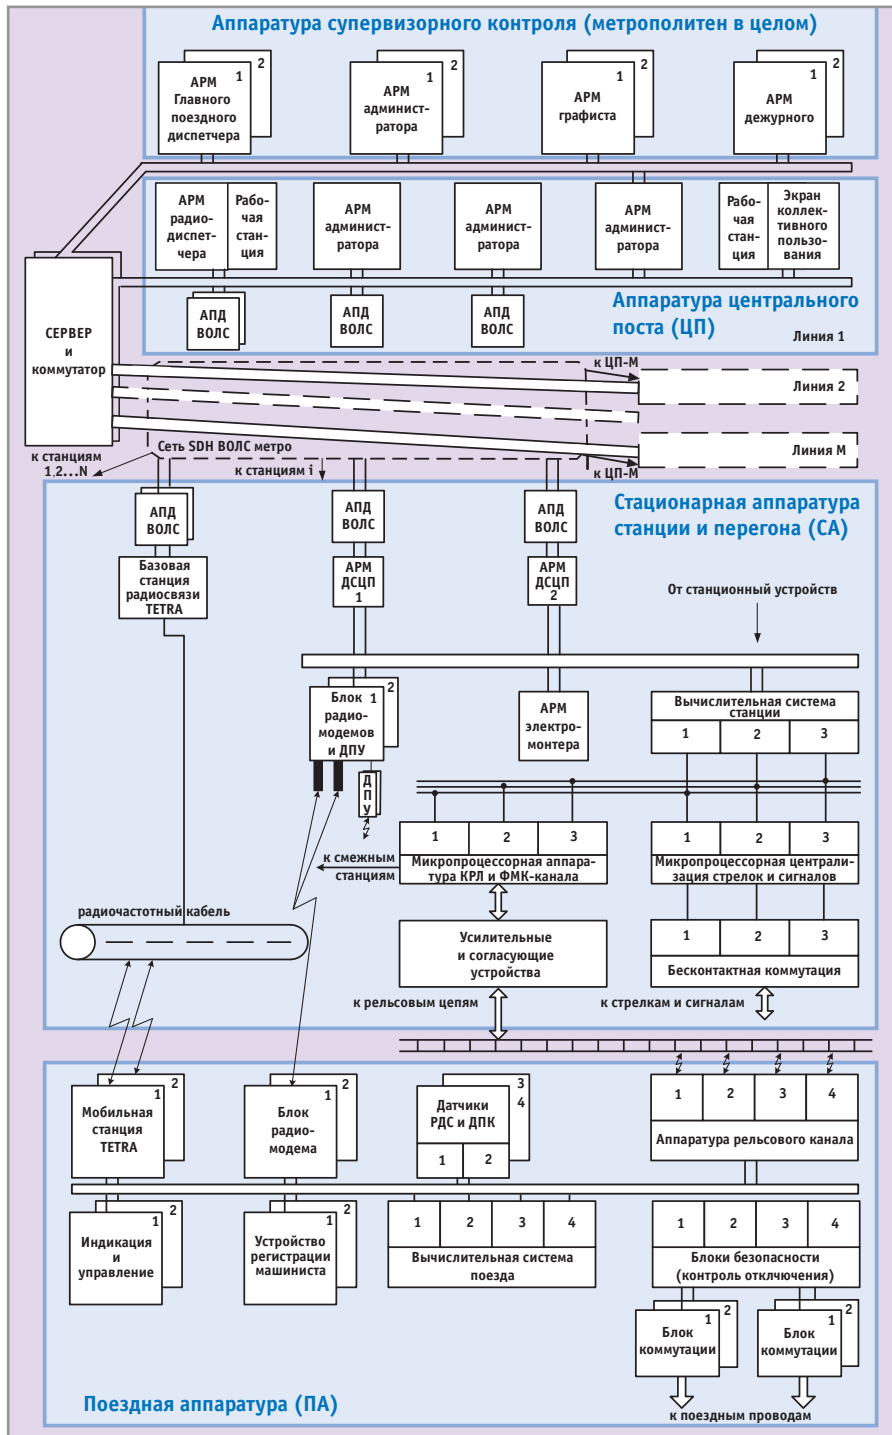 Аппаратура супервизорного контроля (метрополитен в целом)
1
2
АРМ
Главного
поездного
диспетчера
1
2
АРМ
админист-
ратора
1
2
АРМ
графиста
1
2
АРМ
дежурного
АРМ
радио-
диспет-
чера
Рабо-
чая
стан-
ция
АРМ
админист-
ратора
АРМ
админист-
ратора
АРМ
админист-
ратора
Рабо-
чая
стан-
ция
Экран
коллек-
тивного
пользо-
вания
СЕРВЕР
и
коммутатор
АПД
ВОЛС
АПД
ВОЛС
АПД
ВОЛС
Аппаратура центрального
поста (ЦП)
Линия 1
к ЦП-М
Линия 2
Линия М
к ЦП-М
Сеть SDH ВОЛС метро
к станциям
1,2...N
к станциям i
Стационарная аппаратура
станции и перегона (СА)
АПД
ВОЛС
АПД
ВОЛС
АПД
ВОЛС
Базовая
станция
радиосвязи
TETRA
АРМ
ДСЦП
1
АРМ
ДСЦП
2
От станционный устройств
1
2
Блок
радио-
модемов
и ДПУ
АРМ
электро-
монтера
Вычислительная система
станции
1
2
3
Д
П
У
1
2
3
Микропроцессорная аппара-
тура КРЛ и ФМК-канала
1
2
3
Микропроцессорная централи-
зация стрелок и сигналов
к смежным
станциям
радиочастотный кабель
Усилительные
и согласующие
устройства
1
2
3
Бесконтактная коммутация
к рельсовым цепям
к стрелкам и сигналам
1
2
Мобильная
станция
TETRA
1
2
Блок
радио-
модема
3
4
Датчики
РДС и ДПК
1
2
1
2
3
4
Аппаратура рельсового канала
1
2
Индикация
и
управление
1
2
Устройство
регистрации
машиниста
1
2
3
4
Вычислительная система
поезда
1
2
3
4
Блоки безопасности
(контроль отключения)
1
2
Блок
коммутации
1
2
Блок
коммутации
Поездная аппаратура (ПА)
к поездным проводам